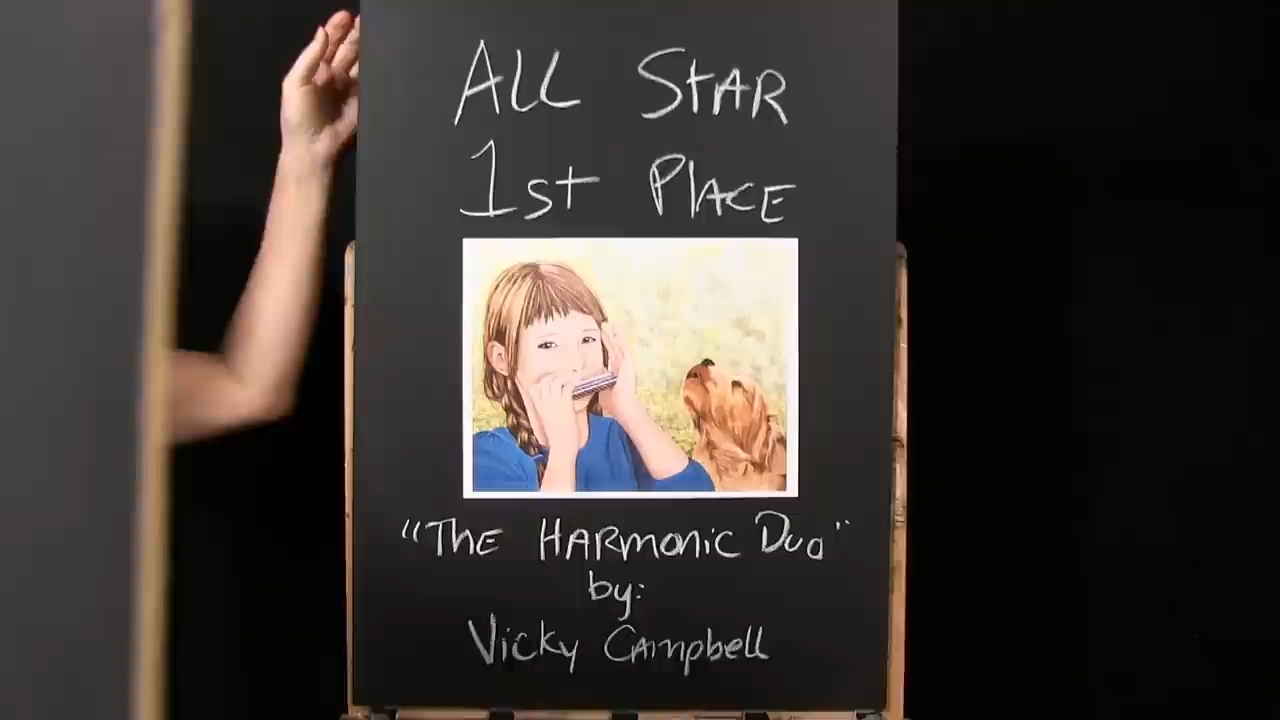 ALL STAR
1st PLACE
"THE HARMONIC DUO"
by:
Vicky Campbell